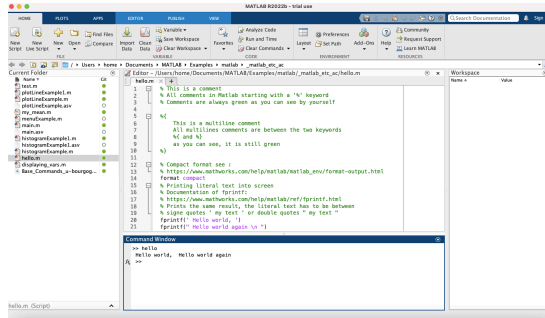 MATLAB R2022b - academic use
HOME PLOTS APPS EDITOR PUBLISH VIEW
Search Documentation Sign
New Script New Live Script New Open Find Files Compare
Import Data Clean Data Variable Save Workspace Clear Workspace
Favorites Analyze Code Run and Time Clear Commands
Layout Preferences Set Path Add-Ons Help Community Request Support Learn MATLAB
FILE VARIABLE CODE ENVIRONMENT RESOURCES
/ Users home Documents MATLAB Examples matlab _matlab_etc_ac
Current Folder
Name Git
test.m
plotLineExample1.m
plotLineExample.m
plotLineExample.asv
my_mean.m
menuExample.m
main.m
main.asv
histogramExample1.m
histogramExample1.asv
histogramExample.m
hello.m
displaying_vars.m
Base_Commands_u-bourgog...
hello.m (Script)
Editor - /Users/home/Documents/MATLAB/Examples/matlab/_matlab_etc_ac/hello.m
hello.m
1 % This is a comment
2 % All comments in Matlab starting with a '%' keyword
3 % Comments are always green as you can see by yourself
4
5 %{
6 This is a multiline comment
7 All multilines comments are between the two keywords
8 %{ and %}
9 as you can see, it is still green
10 %}
11
12 % Compact format see :
13 % https://www.mathworks.com/help/matlab/matlab_env/format-output.html
14 format compact
15 % Printing literal text into screen
16 % Documentation of fprintf:
17 % https://www.mathworks.com/help/matlab/ref/fprintf.html
18 % Prints the same result, the literal text has to be between
19 % signe quotes ' my text ' or double quotes " my text "
20 fprintf(' Hello world, ')
21 fprintf(" Hello world again \n ")
Command Window
>> hello
Hello world, Hello world again
fx >>
Workspace
Name Value